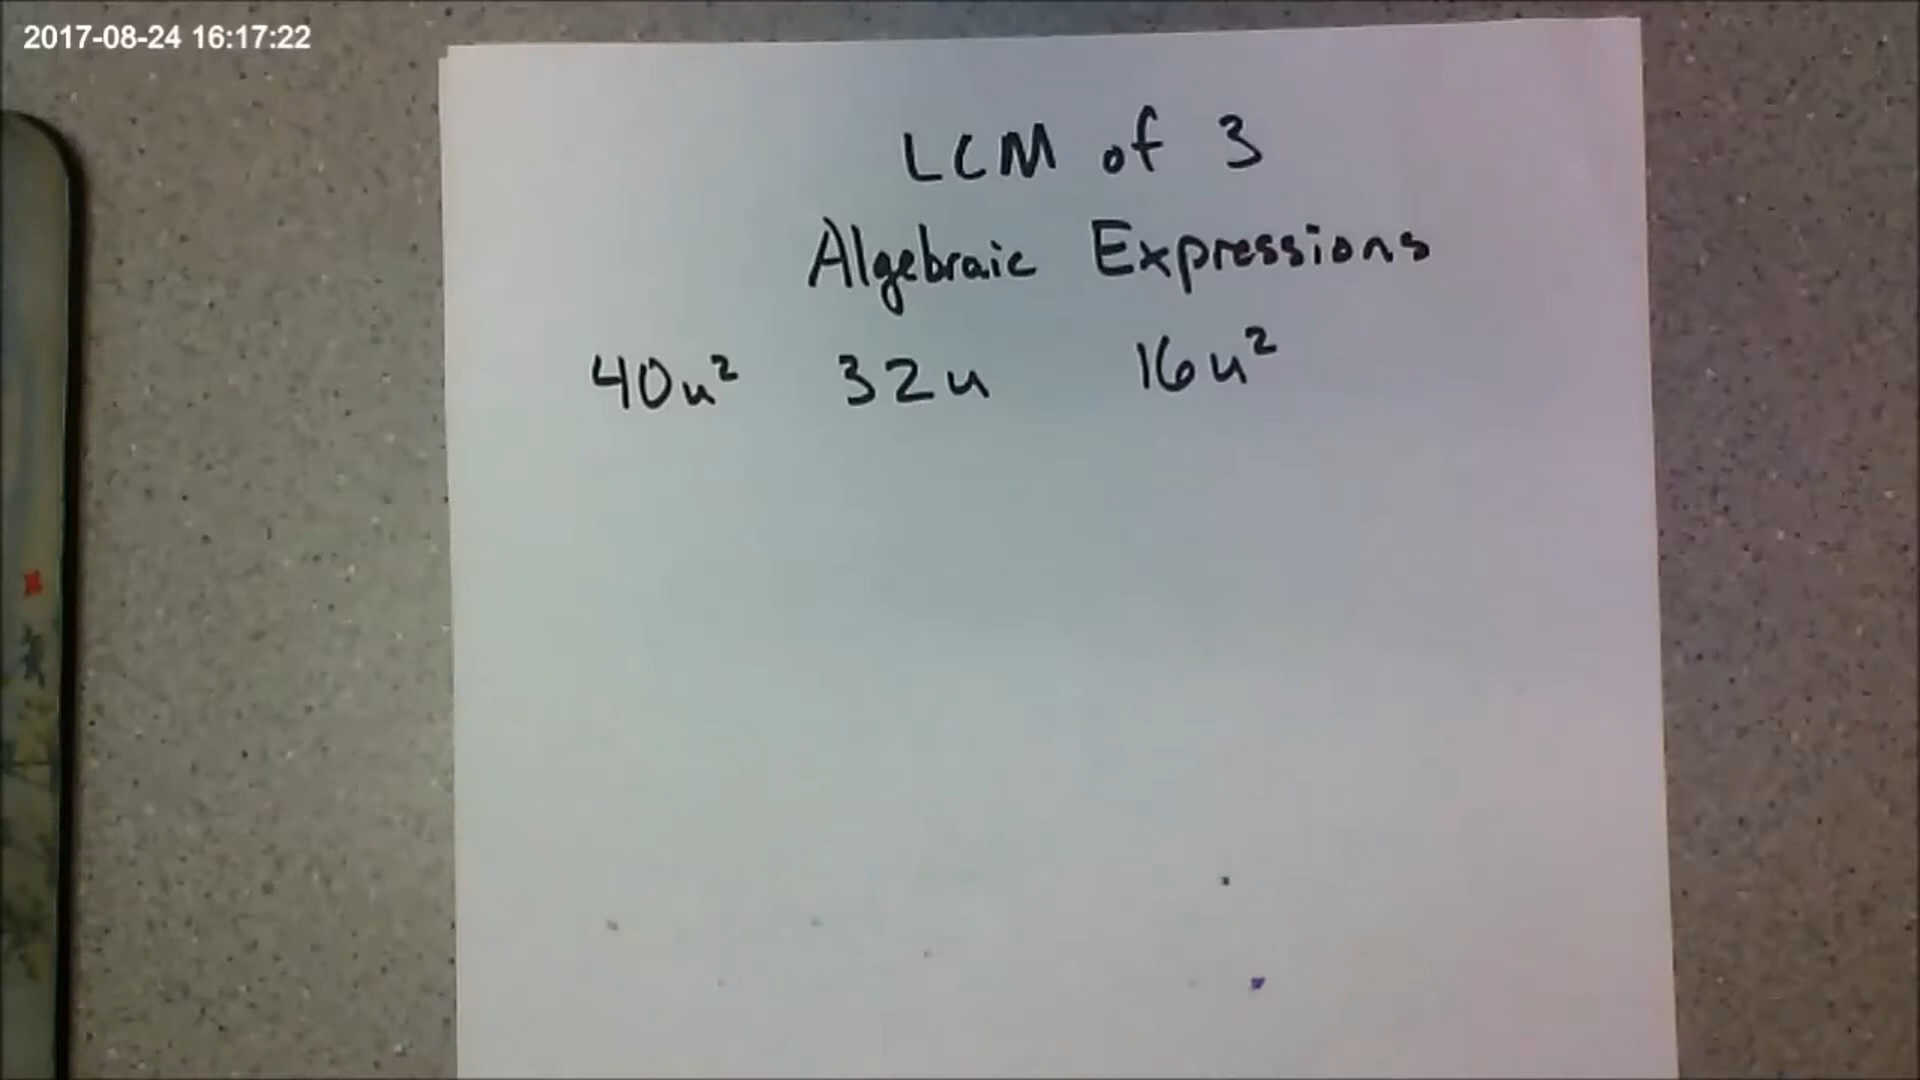 2017-08-24 16:17:22
LCM of 3
Algebraic Expressions
40u² 32u 16u²